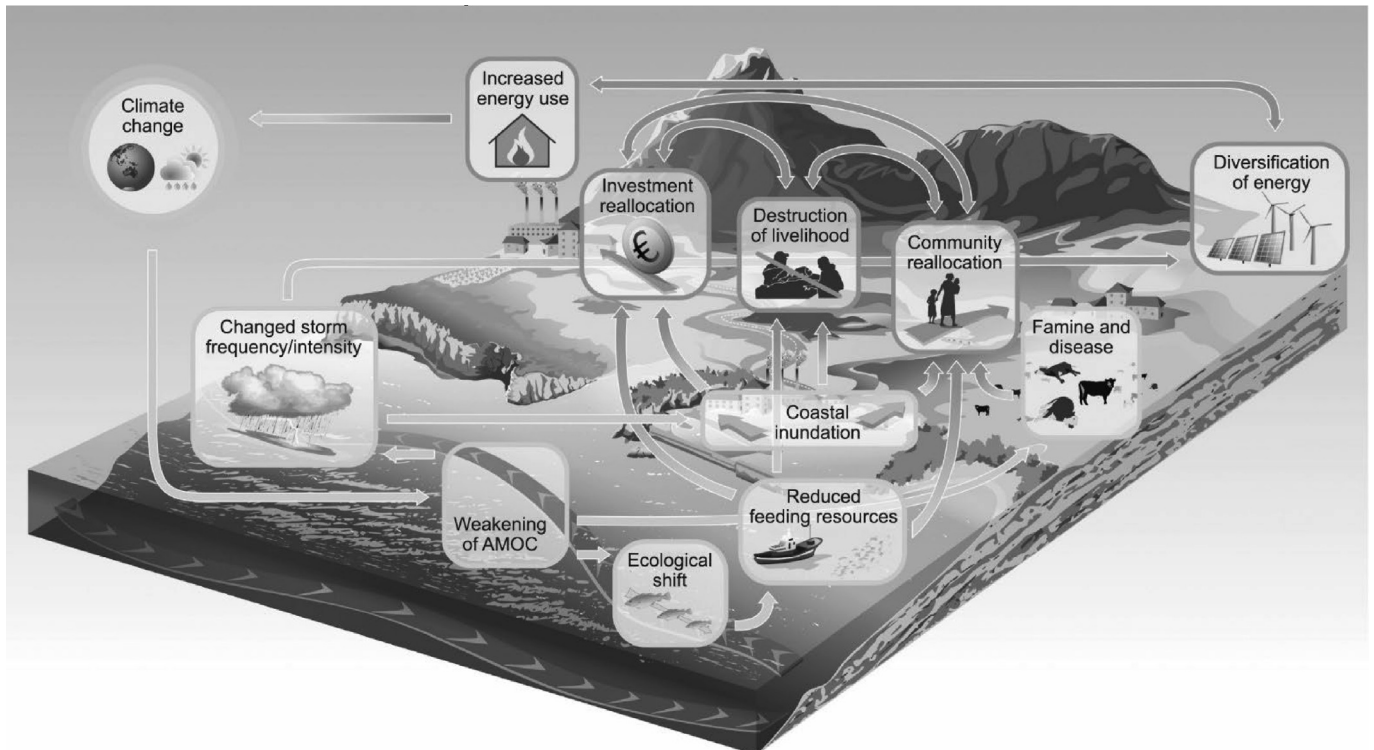 Increased
energy use
Climate
change
Diversification
of energy
Investment
reallocation
€
Destruction
of livelihood
Community
reallocation
Changed storm
frequency/intensity
Famine and
disease
Coastal
inundation
Weakening
of AMOC
Reduced
feeding resources
Ecological
shift